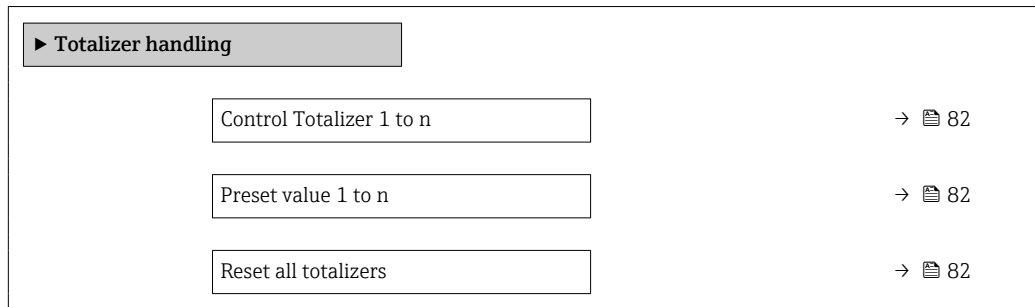 ▶ Totalizer handling
Control Totalizer 1 to n → 82
Preset value 1 to n → 82
Reset all totalizers → 82